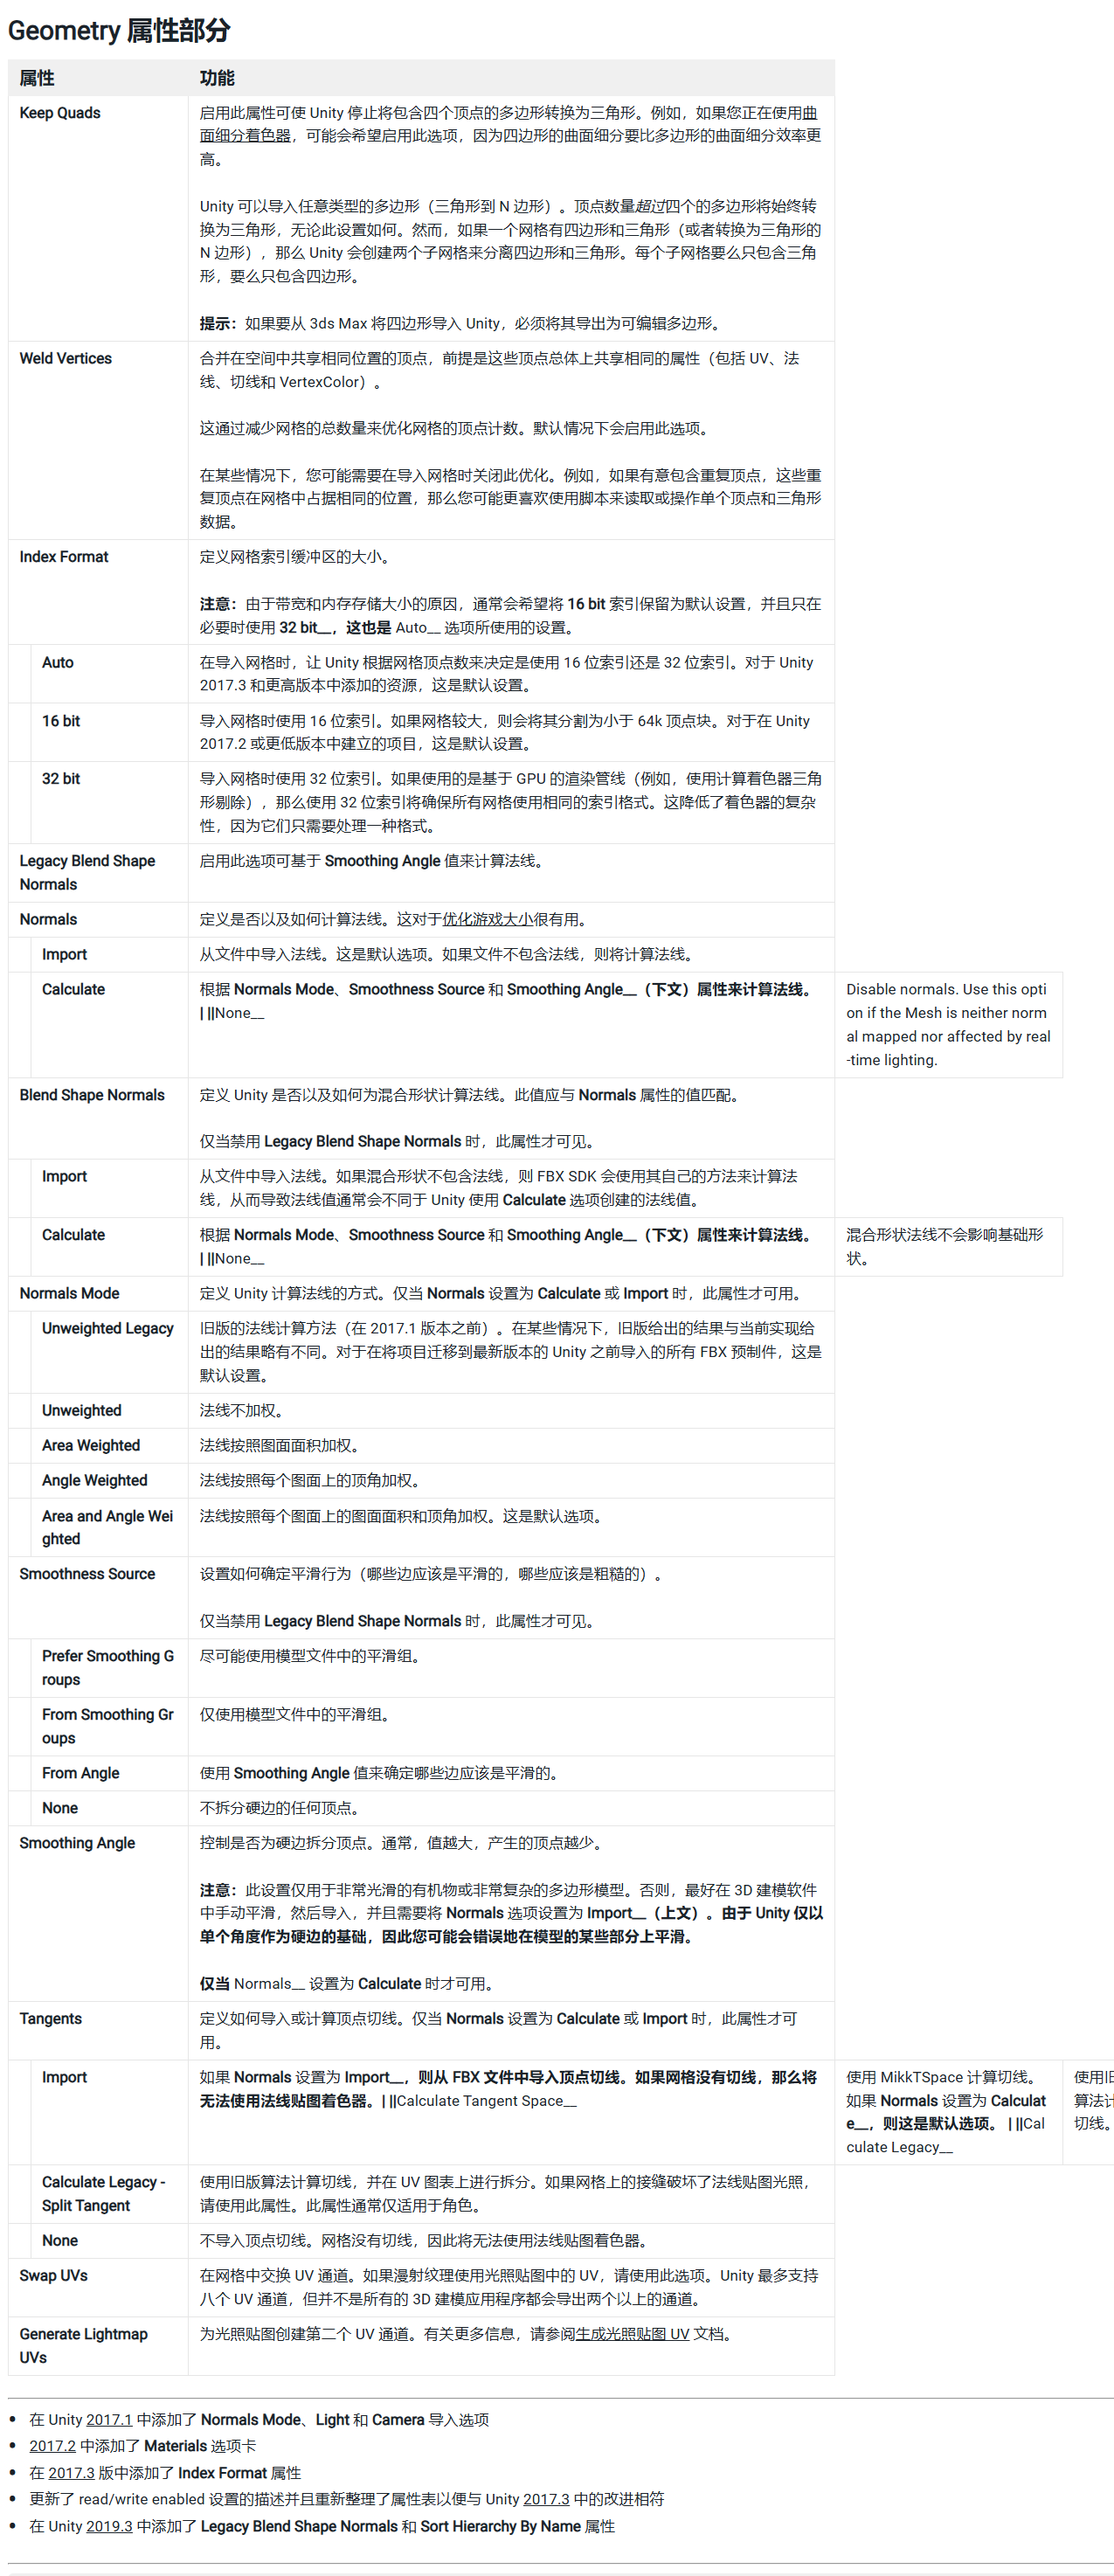 Geometry 属性部分
属性 功能
Keep Quads 启用此属性可使 Unity 停止将包含四个顶点的多边形转换为三角形。例如，如果您正在使用曲
面细分着色器，可能会希望启用此选项，因为四边形的曲面细分要比多边形的曲面细分效率更
高。
Unity 可以导入任意类型的多边形（三角形到 N 边形）。顶点数量超过四个的多边形将始终转
换为三角形，无论此设置如何。然而，如果一个网格有四边形和三角形（或者转换为三角形的
N 边形），那么 Unity 会创建两个子网格来分离四边形和三角形。每个子网格要么只包含三角
形，要么只包含四边形。
提示：如果要从 3ds Max 将四边形导入 Unity，必须将其导出为可编辑多边形。
Weld Vertices 合并在空间中共享相同位置的顶点，前提是这些顶点总体上共享相同的属性（包括 UV、法
线、切线和 VertexColor）。
这通过减少网格的总数量来优化网格的顶点计数。默认情况下会启用此选项。
在某些情况下，您可能需要在导入网格时关闭此优化。例如，如果有意包含重复顶点，这些重
复顶点在网格中占据相同的位置，那么您可能更喜欢使用脚本来读取或操作单个顶点和三角形
数据。
Index Format 定义网格索引缓冲区的大小。
注意：由于带宽和内存存储大小的原因，通常会希望将 16 bit 索引保留为默认设置，并且只在
必要时使用 32 bit__，这也是 Auto__ 选项所使用的设置。
Auto 在导入网格时，让 Unity 根据网格顶点数来决定是使用 16 位索引还是 32 位索引。对于 Unity
2017.3 和更高版本中添加的资源，这是默认设置。
16 bit 导入网格时使用 16 位索引。如果网格较大，则会将其分割为小于 64k 顶点块。对于在 Unity
2017.2 或更低版本中建立的项目，这是默认设置。
32 bit 导入网格时使用 32 位索引。如果使用的是基于 GPU 的渲染管线（例如，使用计算着色器三角
形剔除），那么使用 32 位索引将确保所有网格使用相同的索引格式。这降低了着色器的复杂
性，因为它们只需要处理一种格式。
Legacy Blend Shape 启用此选项可基于 Smoothing Angle 值来计算法线。
Normals
Normals 定义是否以及如何计算法线。这对于优化游戏大小很有用。
Import 从文件中导入法线。这是默认选项。如果文件不包含法线，则将计算法线。
Calculate 根据 Normals Mode、Smoothness Source 和 Smoothing Angle__（下文）属性来计算法线。
| ||None__
Disable normals. Use this opti
on if the Mesh is neither norm
al mapped nor affected by real
-time lighting.
Blend Shape Normals 定义 Unity 是否以及如何为混合形状计算法线。此值应与 Normals 属性的值匹配。
仅当禁用 Legacy Blend Shape Normals 时，此属性才可见。
Import 从文件中导入法线。如果混合形状不包含法线，则 FBX SDK 会使用其自己的方法来计算法
线，从而导致法线值通常会不同于 Unity 使用 Calculate 选项创建的法线值。
Calculate 根据 Normals Mode、Smoothness Source 和 Smoothing Angle__（下文）属性来计算法线。
| ||None__
混合形状法线不会影响基础形
状。
Normals Mode 定义 Unity 计算法线的方式。仅当 Normals 设置为 Calculate 或 Import 时，此属性才可用。
Unweighted Legacy 旧版的法线计算方法（在 2017.1 版本之前）。在某些情况下，旧版给出的结果与当前实现给
出的结果略有不同。对于在将项目迁移到最新版本的 Unity 之前导入的所有 FBX 预制件，这是
默认设置。
Unweighted 法线不加权。
Area Weighted 法线按照图面面积加权。
Angle Weighted 法线按照每个图面上的顶角加权。
Area and Angle Wei 法线按照每个图面上的图面面积和顶角加权。这是默认选项。
ghted
Smoothness Source 设置如何确定平滑行为（哪些边应该是平滑的，哪些应该是粗糙的）。
仅当禁用 Legacy Blend Shape Normals 时，此属性才可见。
Prefer Smoothing G 尽可能使用模型文件中的平滑组。
roups
From Smoothing Gr 仅使用模型文件中的平滑组。
oups
From Angle 使用 Smoothing Angle 值来确定哪些边应该是平滑的。
None 不拆分硬边的任何顶点。
Smoothing Angle 控制是否为硬边拆分顶点。通常，值越大，产生的顶点越少。
注意：此设置仅用于非常光滑的有机物或非常复杂的多边形模型。否则，最好在 3D 建模软件
中手动平滑，然后导入，并且需要将 Normals 选项设置为 Import__（上文）。由于 Unity 仅以
单个角度作为硬边的基础，因此您可能会错误地在模型的某些部分上平滑。
仅当 Normals__ 设置为 Calculate 时才可用。
Tangents 定义如何导入或计算顶点切线。仅当 Normals 设置为 Calculate 或 Import 时，此属性才可
用。
Import 如果 Normals 设置为 Import__，则从 FBX 文件中导入顶点切线。如果网格没有切线，那么将
无法使用法线贴图着色器。| ||Calculate Tangent Space__
使用 MikkTSpace 计算切线。
如果 Normals 设置为 Calculat
e__，则这是默认选项。 | ||Cal
culate Legacy__
使用旧
算法计
切线。
Calculate Legacy - 使用旧版算法计算切线，并在 UV 图表上进行拆分。如果网格上的接缝破坏了法线贴图光照，
Split Tangent 请使用此属性。此属性通常仅适用于角色。
None 不导入顶点切线。网格没有切线，因此将无法使用法线贴图着色器。
Swap UVs 在网格中交换 UV 通道。如果漫射纹理使用光照贴图中的 UV，请使用此选项。Unity 最多支持
八个 UV 通道，但并不是所有的 3D 建模应用程序都会导出两个以上的通道。
Generate Lightmap 为光照贴图创建第二个 UV 通道。有关更多信息，请参阅生成光照贴图 UV 文档。
UVs
• 在 Unity 2017.1 中添加了 Normals Mode、Light 和 Camera 导入选项
• 2017.2 中添加了 Materials 选项卡
• 在 2017.3 版中添加了 Index Format 属性
• 更新了 read/write enabled 设置的描述并且重新整理了属性表以便与 Unity 2017.3 中的改进相符
• 在 Unity 2019.3 中添加了 Legacy Blend Shape Normals 和 Sort Hierarchy By Name 属性